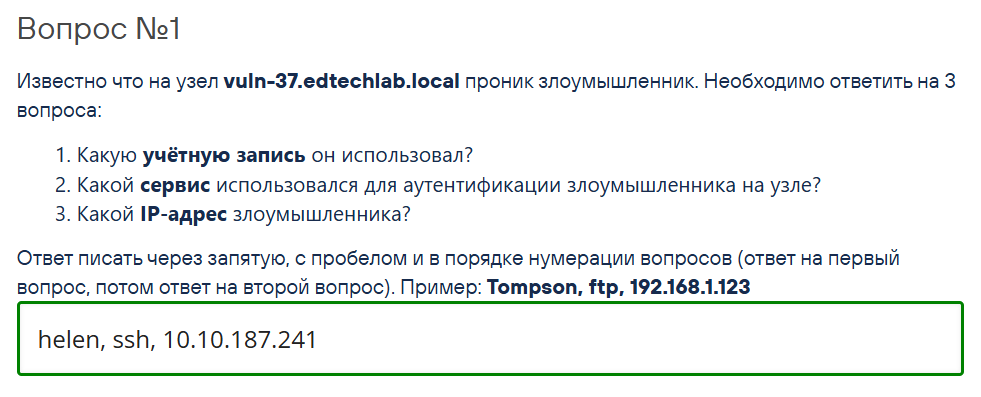 Вопрос №1
Известно что на узел vuln-37.edtechlab.local проник злоумышленник. Необходимо ответить на 3
вопроса:
1. Какую учётную запись он использовал?
2. Какой сервис использовался для аутентификации злоумышленника на узле?
3. Какой IP-адрес злоумышленника?
Ответ писать через запятую, с пробелом и в порядке нумерации вопросов (ответ на первый
вопрос, потом ответ на второй вопрос). Пример: Tompson, ftp, 192.168.1.123
helen, ssh, 10.10.187.241